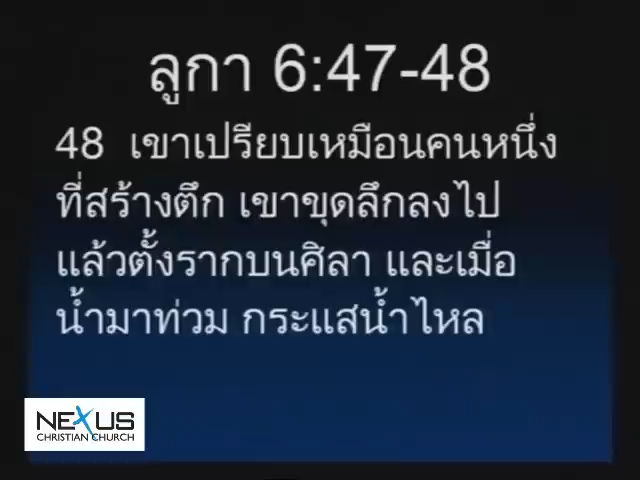 ลูกา 6:47-48
48 เขาเปรียบเหมือนคนหนึ่ง
ที่สร้างตึก เขาขุดลึกลงไป
แล้วตั้งรากบนศิลา และเมื่อ
น้ำมาท่วม กระแสน้ำไหล
NEXUS
CHRISTIAN CHURCH